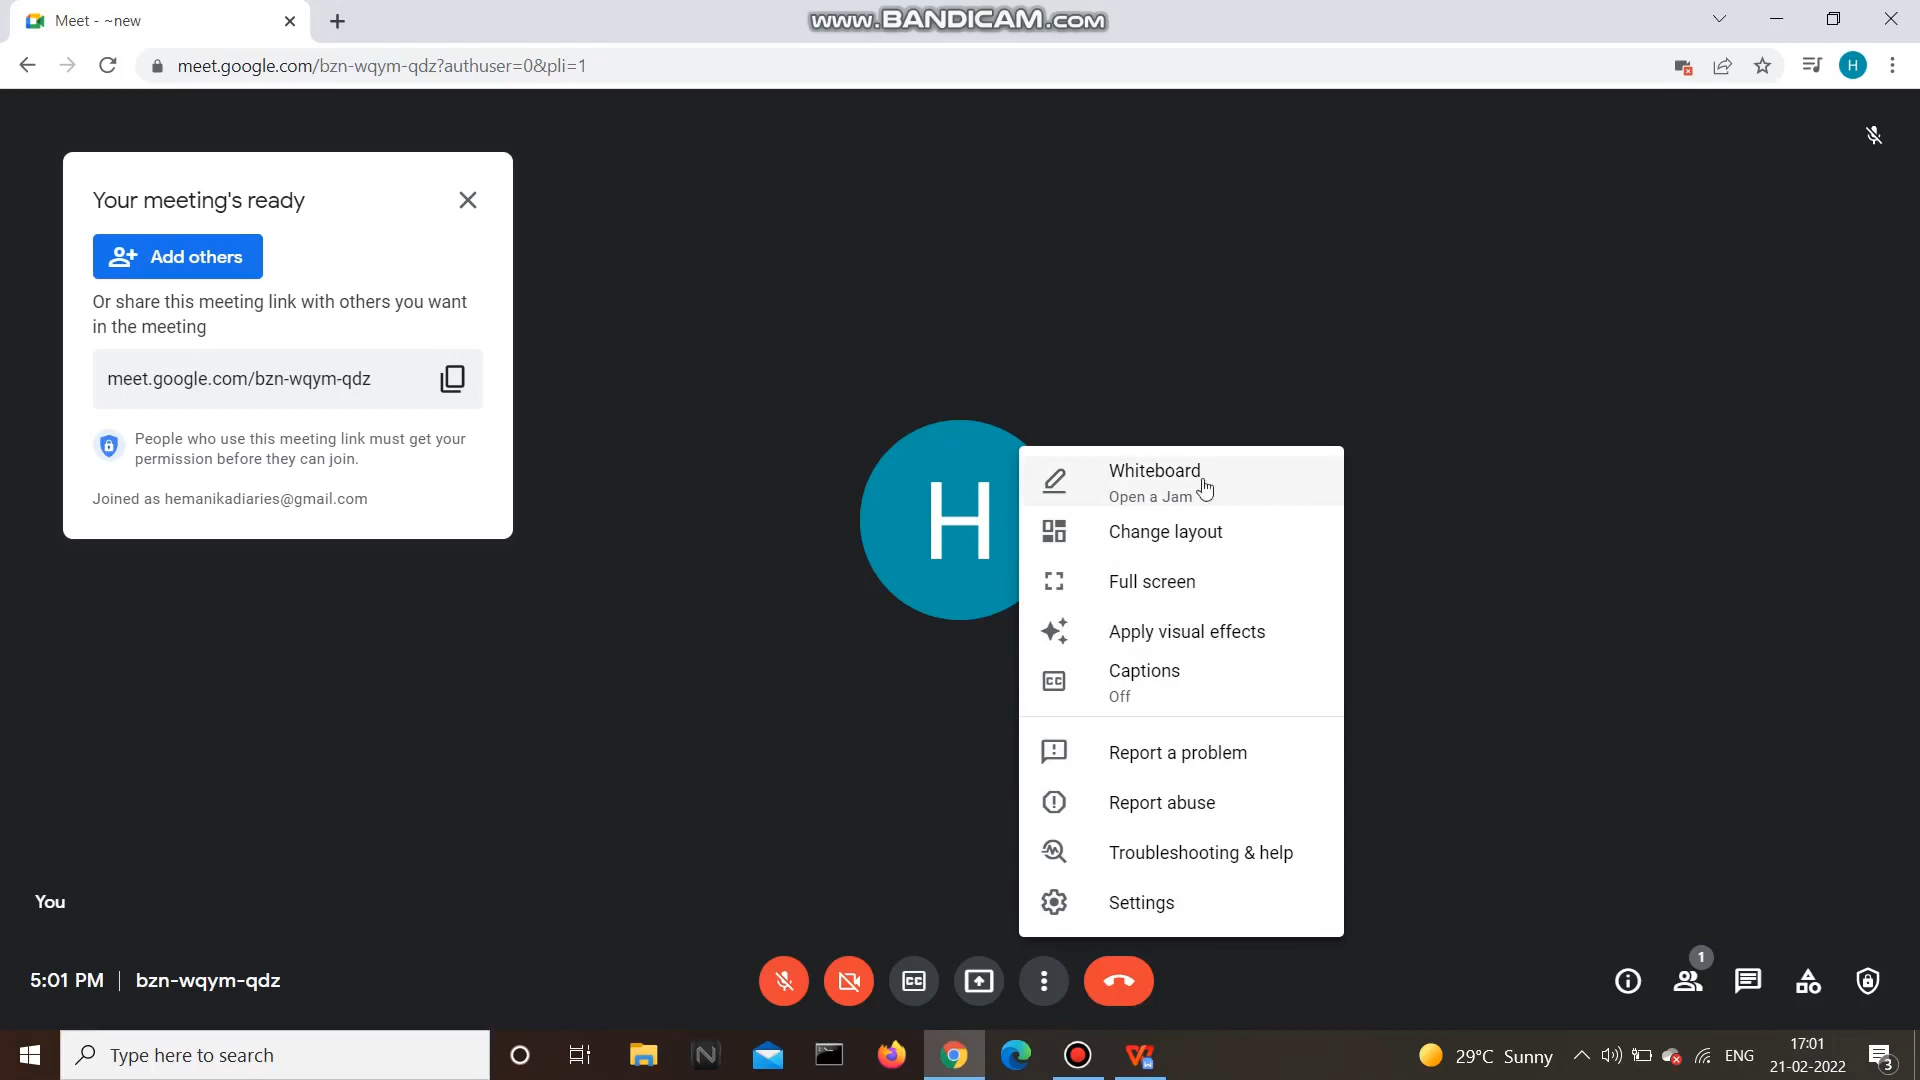 Meet - ~new
www.BANDICAM.com
meet.google.com/bzn-wqym-qdz?authuser=0&pli=1
H
Your meeting's ready
Add others
Or share this meeting link with others you want
in the meeting
meet.google.com/bzn-wqym-qdz
People who use this meeting link must get your
permission before they can join.
Joined as hemanikadiaries@gmail.com
H
Whiteboard
Open a Jam
Change layout
Full screen
Apply visual effects
CC
Captions
Off
Report a problem
Report abuse
Troubleshooting & help
Settings
You
5:01 PM | bzn-wqym-qdz
CC
1
Type here to search
N
W
29°C Sunny
ENG
17:01
21-02-2022
3